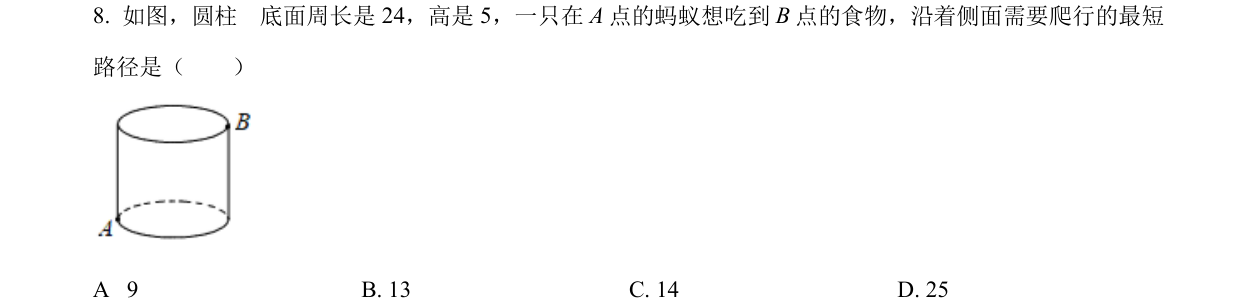 8. 如图，圆柱 底面周长是 24，高是 5，一只在 A 点的蚂蚁想吃到 B 点的食物，沿着侧面需要爬行的最短
路径是（ ）
B
A
A 9 B. 13 C. 14 D. 25